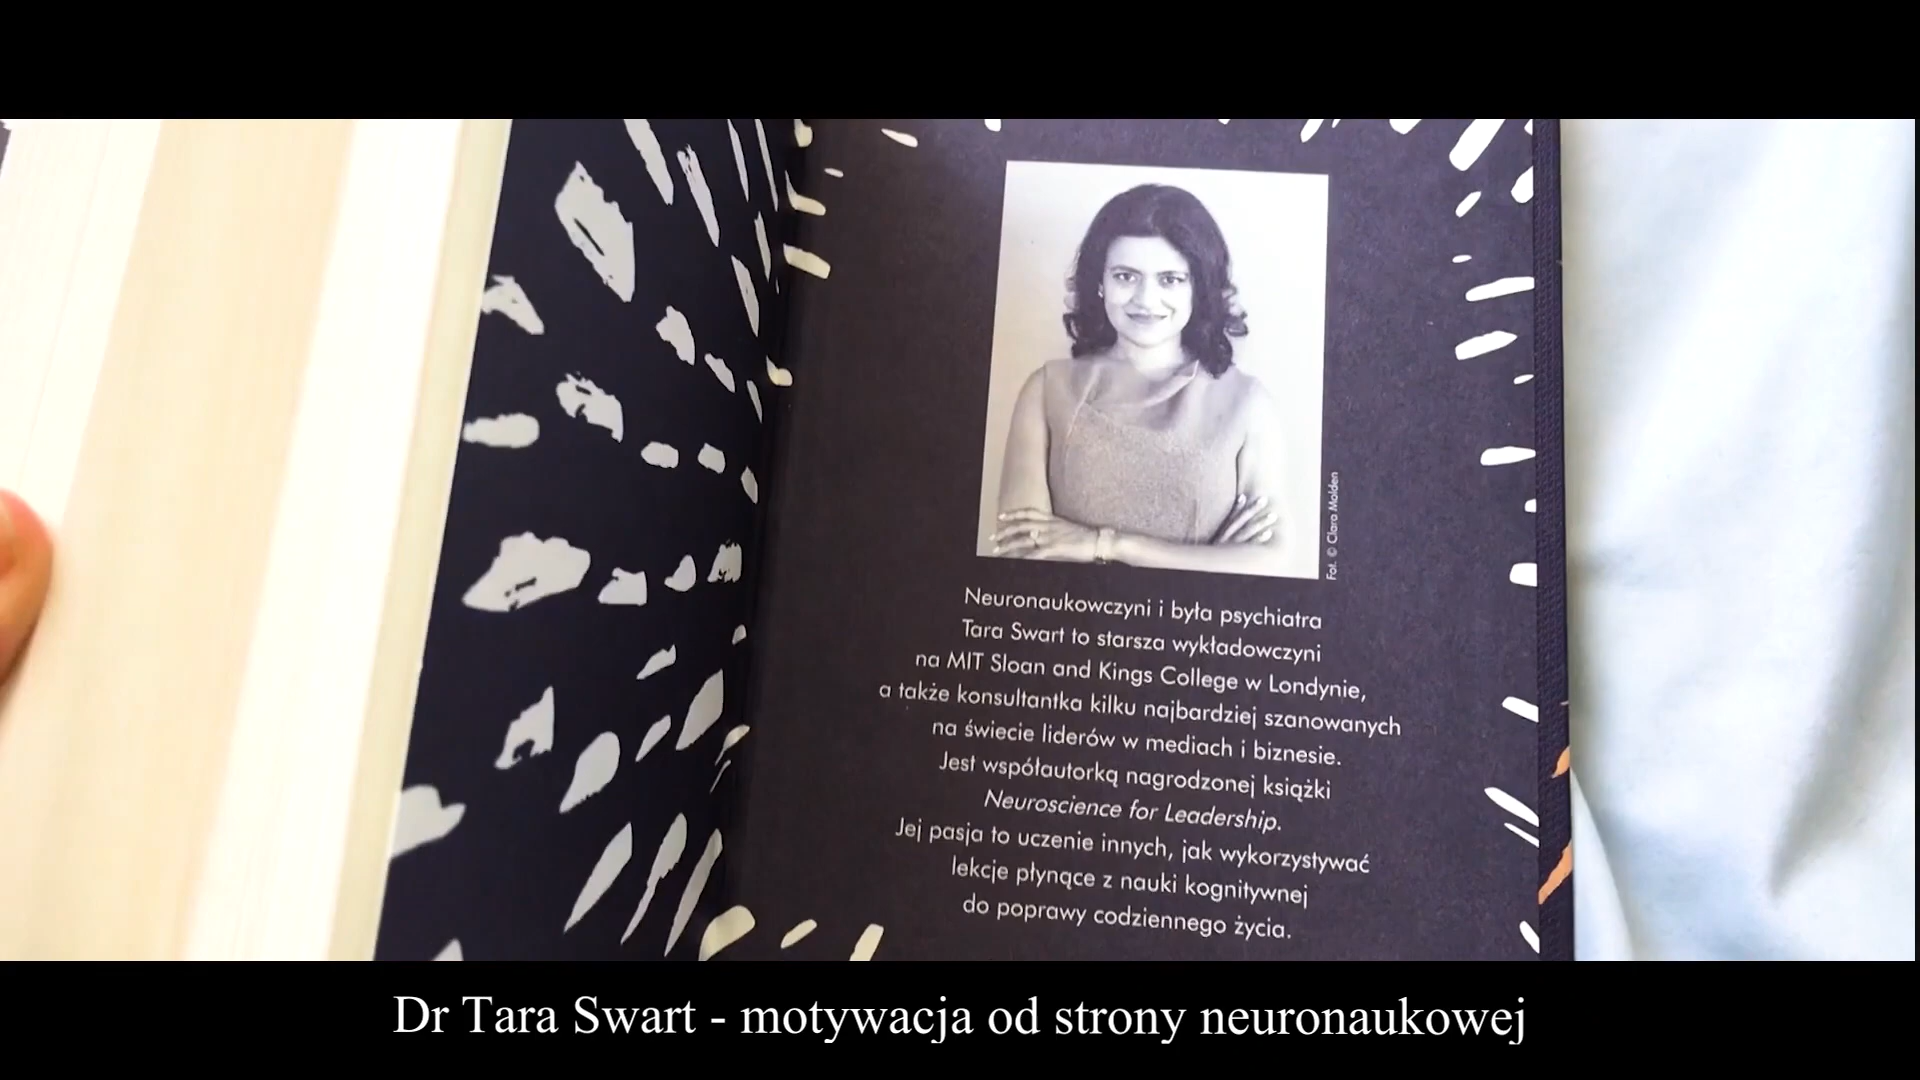 Fot. © Clara Molden
Neuronaukowczyni i była psychiatra
Tara Swart to starsza wykładowczyni
na MIT Sloan and Kings College w Londynie,
a także konsultantka kilku najbardziej szanowanych
na świecie liderów w mediach i biznesie.
Jest współautorką nagrodzonej książki
Neuroscience for Leadership.
Jej pasja to uczenie innych, jak wykorzystywać
lekcje płynące z nauki kognitywnej
do poprawy codziennego życia.
Dr Tara Swart - motywacja od strony neuronaukowej